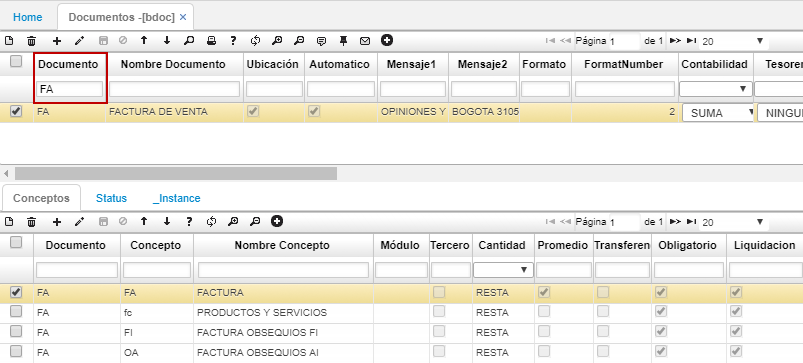 Home Documentos -[bdoc] ×
Página 1 de 1 20
Documento Nombre Documento Ubicación Automatico Mensaje1 Mensaje2 Formato FormatNumber Contabilidad Tesorer
FA
FA FACTURA DE VENTA OPINIONES Y BOGOTA 3105 2 SUMA NINGU
Conceptos Status _Instance
Página 1 de 1 20
Documento Concepto Nombre Concepto Módulo Tercero Cantidad Promedio Transferen Obligatorio Liquidacion
FA FA FACTURA RESTA
FA fc PRODUCTOS Y SERVICIOS RESTA
FA FI FACTURA OBSEQUIOS FI RESTA
FA OA FACTURA OBSEQUIOS AI RESTA